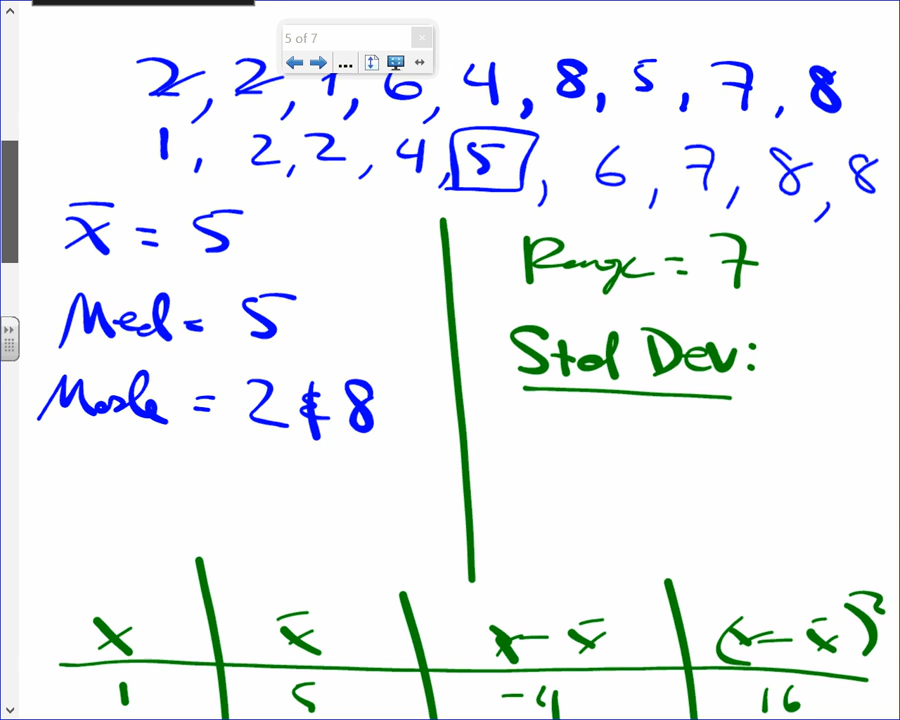 5 of 7
2, 2, 1, 6, 4, 8, 5, 7, 8
1, 2, 2, 4, 5, 6, 7, 8, 8
x̄ = 5
Range = 7
Med = 5
Std Dev:
Mode = 2 & 8
x x̄ x - x̄ (x - x̄)²
1 5 -4 16